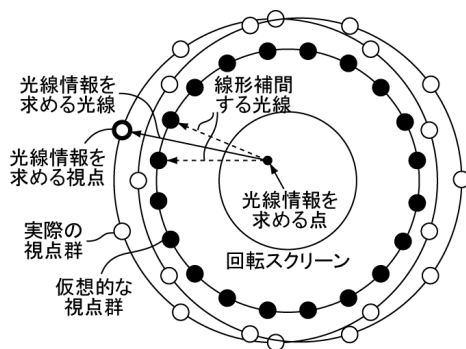 光線情報を
求める光線
線形補間
する光線
光線情報を
求める視点
光線情報を
求める点
実際の
視点群
回転スクリーン
仮想的な
視点群